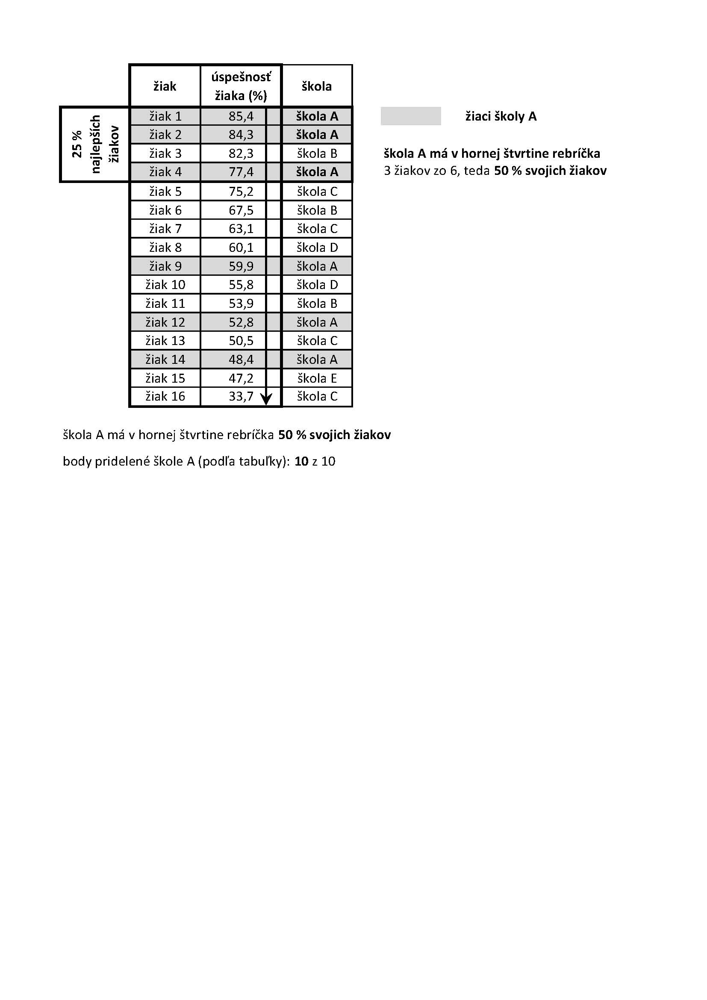 žiak úspešnosť žiaka (%) škola
25 %
najlepších
žiakov
žiak 1 85,4 škola A
žiak 2 84,3 škola A
žiak 3 82,3 škola B
žiak 4 77,4 škola A
žiak 5 75,2 škola C
žiak 6 67,5 škola B
žiak 7 63,1 škola C
žiak 8 60,1 škola D
žiak 9 59,9 škola A
žiak 10 55,8 škola D
žiak 11 53,9 škola B
žiak 12 52,8 škola A
žiak 13 50,5 škola C
žiak 14 48,4 škola A
žiak 15 47,2 škola E
žiak 16 33,7 škola C
žiaci školy A
škola A má v hornej štvrtine rebríčka
3 žiakov zo 6, teda 50 % svojich žiakov
škola A má v hornej štvrtine rebríčka 50 % svojich žiakov
body pridelené škole A (podľa tabuľky): 10 z 10